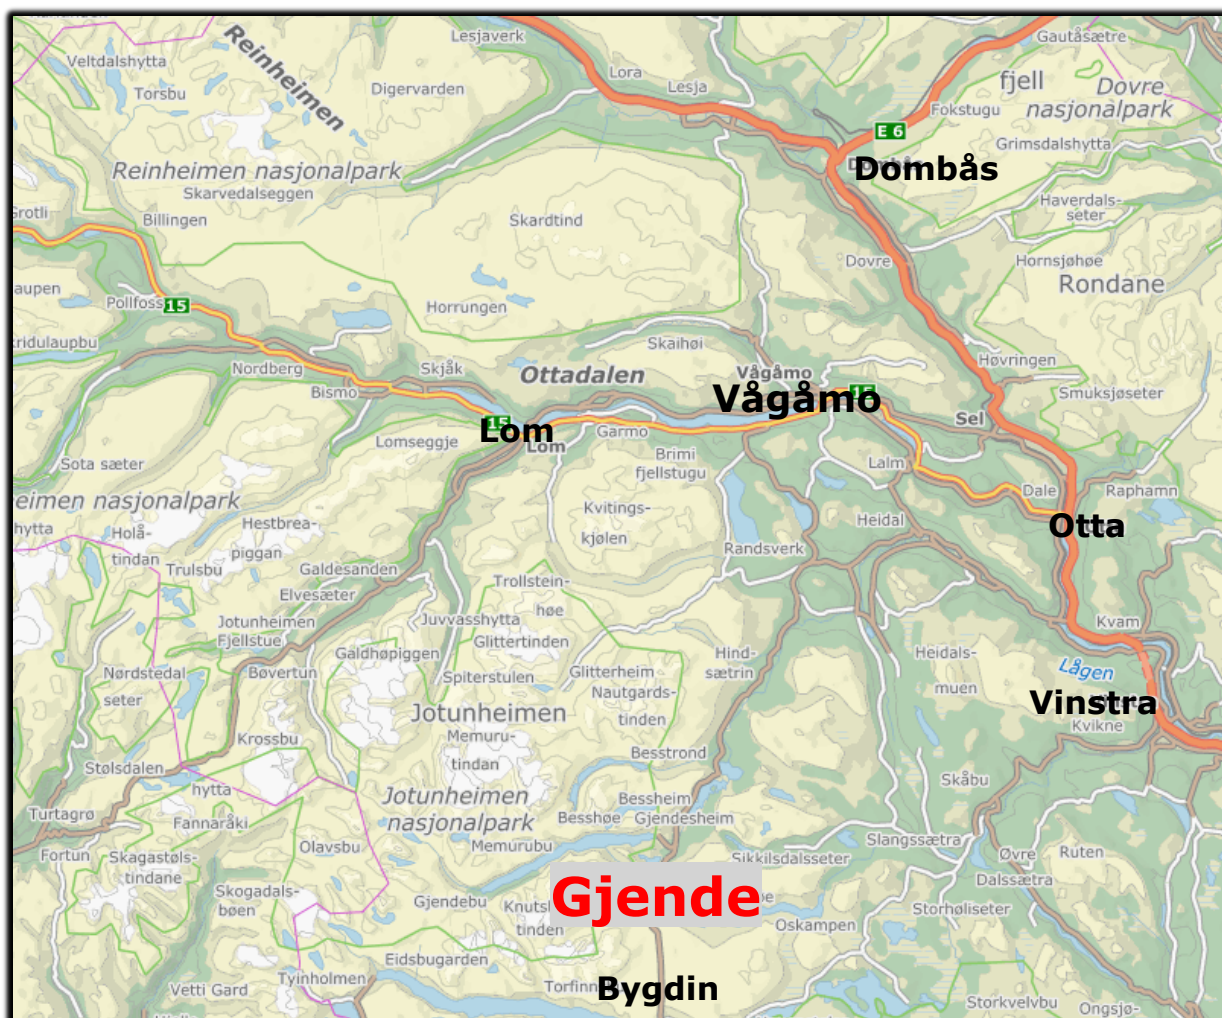 Lesjaverk
Gautåsætre
Reinheimen
Veltdalshytta
Lora
Lesja
fjell
Dovre
nasjonalpark
Torsbu
Digervarden
Fokstugu
E 6
Grimsdalshytta
Dombås
Reinheimen nasjonalpark
Skarvedalseggen
Haverdals-
seter
Grotli
Billingen
Skardtind
Dovre
Hornsjøhøe
Rondane
aupen
Pollfoss
15
Horrungen
kridulaupbu
Skaihøi
Høvringen
Nordberg
Skjåk
Ottadalen
Vågåmo
Bismo
Vågåmo
15
Smuksjøseter
15
Lom
Lom
Garmo
Sel
Lomseggje
Brimi
fjellstugu
Lalm
Sota sæter
Dale
Raphamn
eimen nasjonalpark
Kvitings-
kjølen
Heidal
Otta
hytta
Holå-
tindan
Hestbrea-
piggan
Randsverk
Trulsbu
Galdesanden
Trollstein-
høe
Elvesæter
Jotunheimen
Fjellstue
Juvvasshytta
Kvam
Glittertinden
Galdhøpiggen
Hind-
sætrin
Heidals-
muen
Lågen
Nørdstedal
seter
Bøvertun
Spiterstulen
Glitterheim
Nautgards-
tinden
Vinstra
Kvikne
Jotunheimen
Krossbu
Memuru-
tindan
Besstrond
Stølsdalen
hytta
Skåbu
Jotunheimen
nasjonalpark
Bessheim
Besshøe
Gjendesheim
Turtagrø
Fannaråki
Olavsbu
Memurubu
Slangssætra
Fortun
Skagastøls-
tindane
Sikkilsdalsseter
Øvre
Dalssætra
Ruten
Skogadals-
bøen
Gjendebu
Gjende
tinden
Storhøliseter
Oskampen
Eidsbugarden
Tyinholmen
Vetti Gard
Bygdin
Storkvelvbu
Ongsjø-